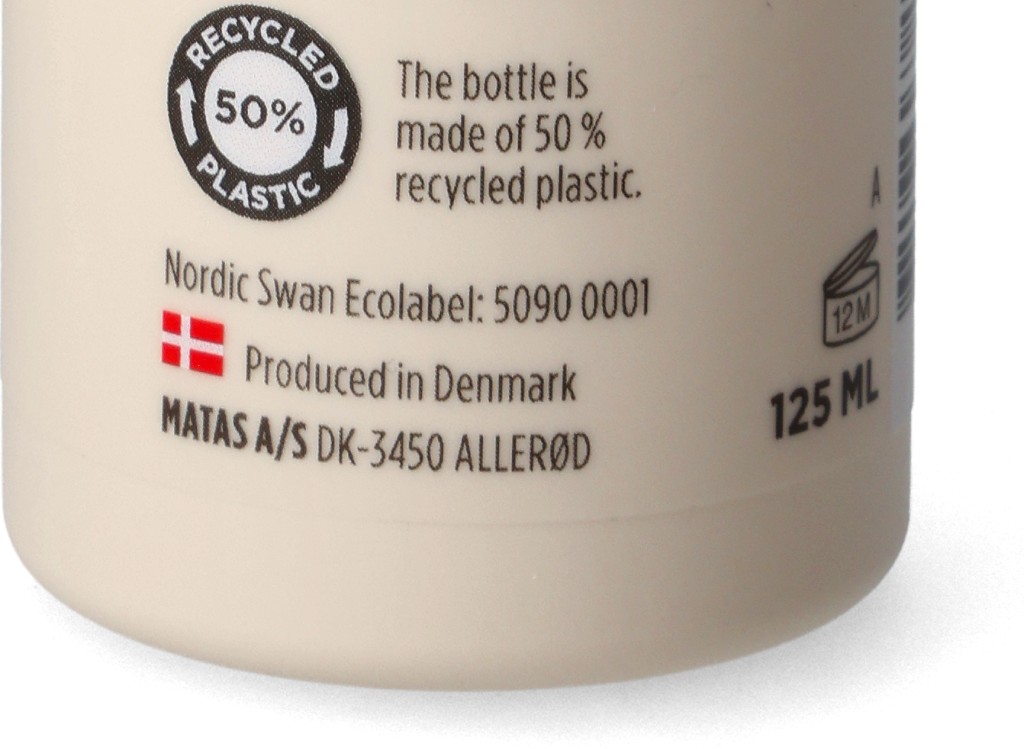 RECYCLED
50%
PLASTIC
The bottle is
made of 50 %
recycled plastic.
Nordic Swan Ecolabel: 5090 0001
Produced in Denmark
MATAS A/S DK-3450 ALLERØD
A
12 M
125 ML